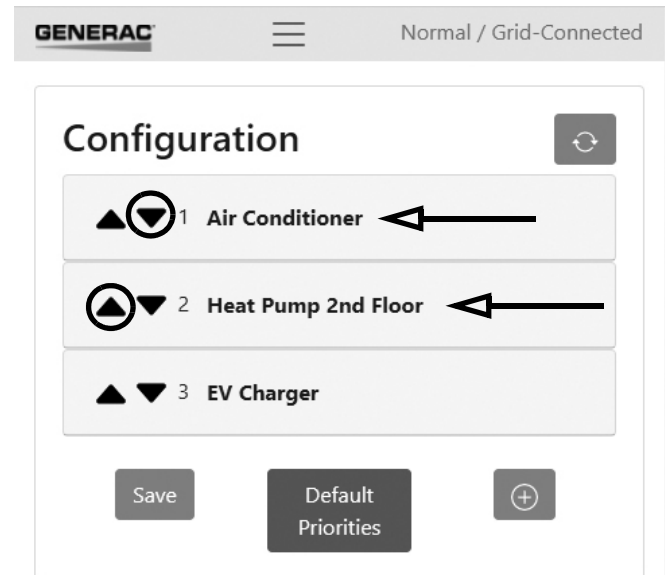 GENERAC Normal / Grid-Connected
Configuration
1 Air Conditioner
2 Heat Pump 2nd Floor
3 EV Charger
Save Default
Priorities